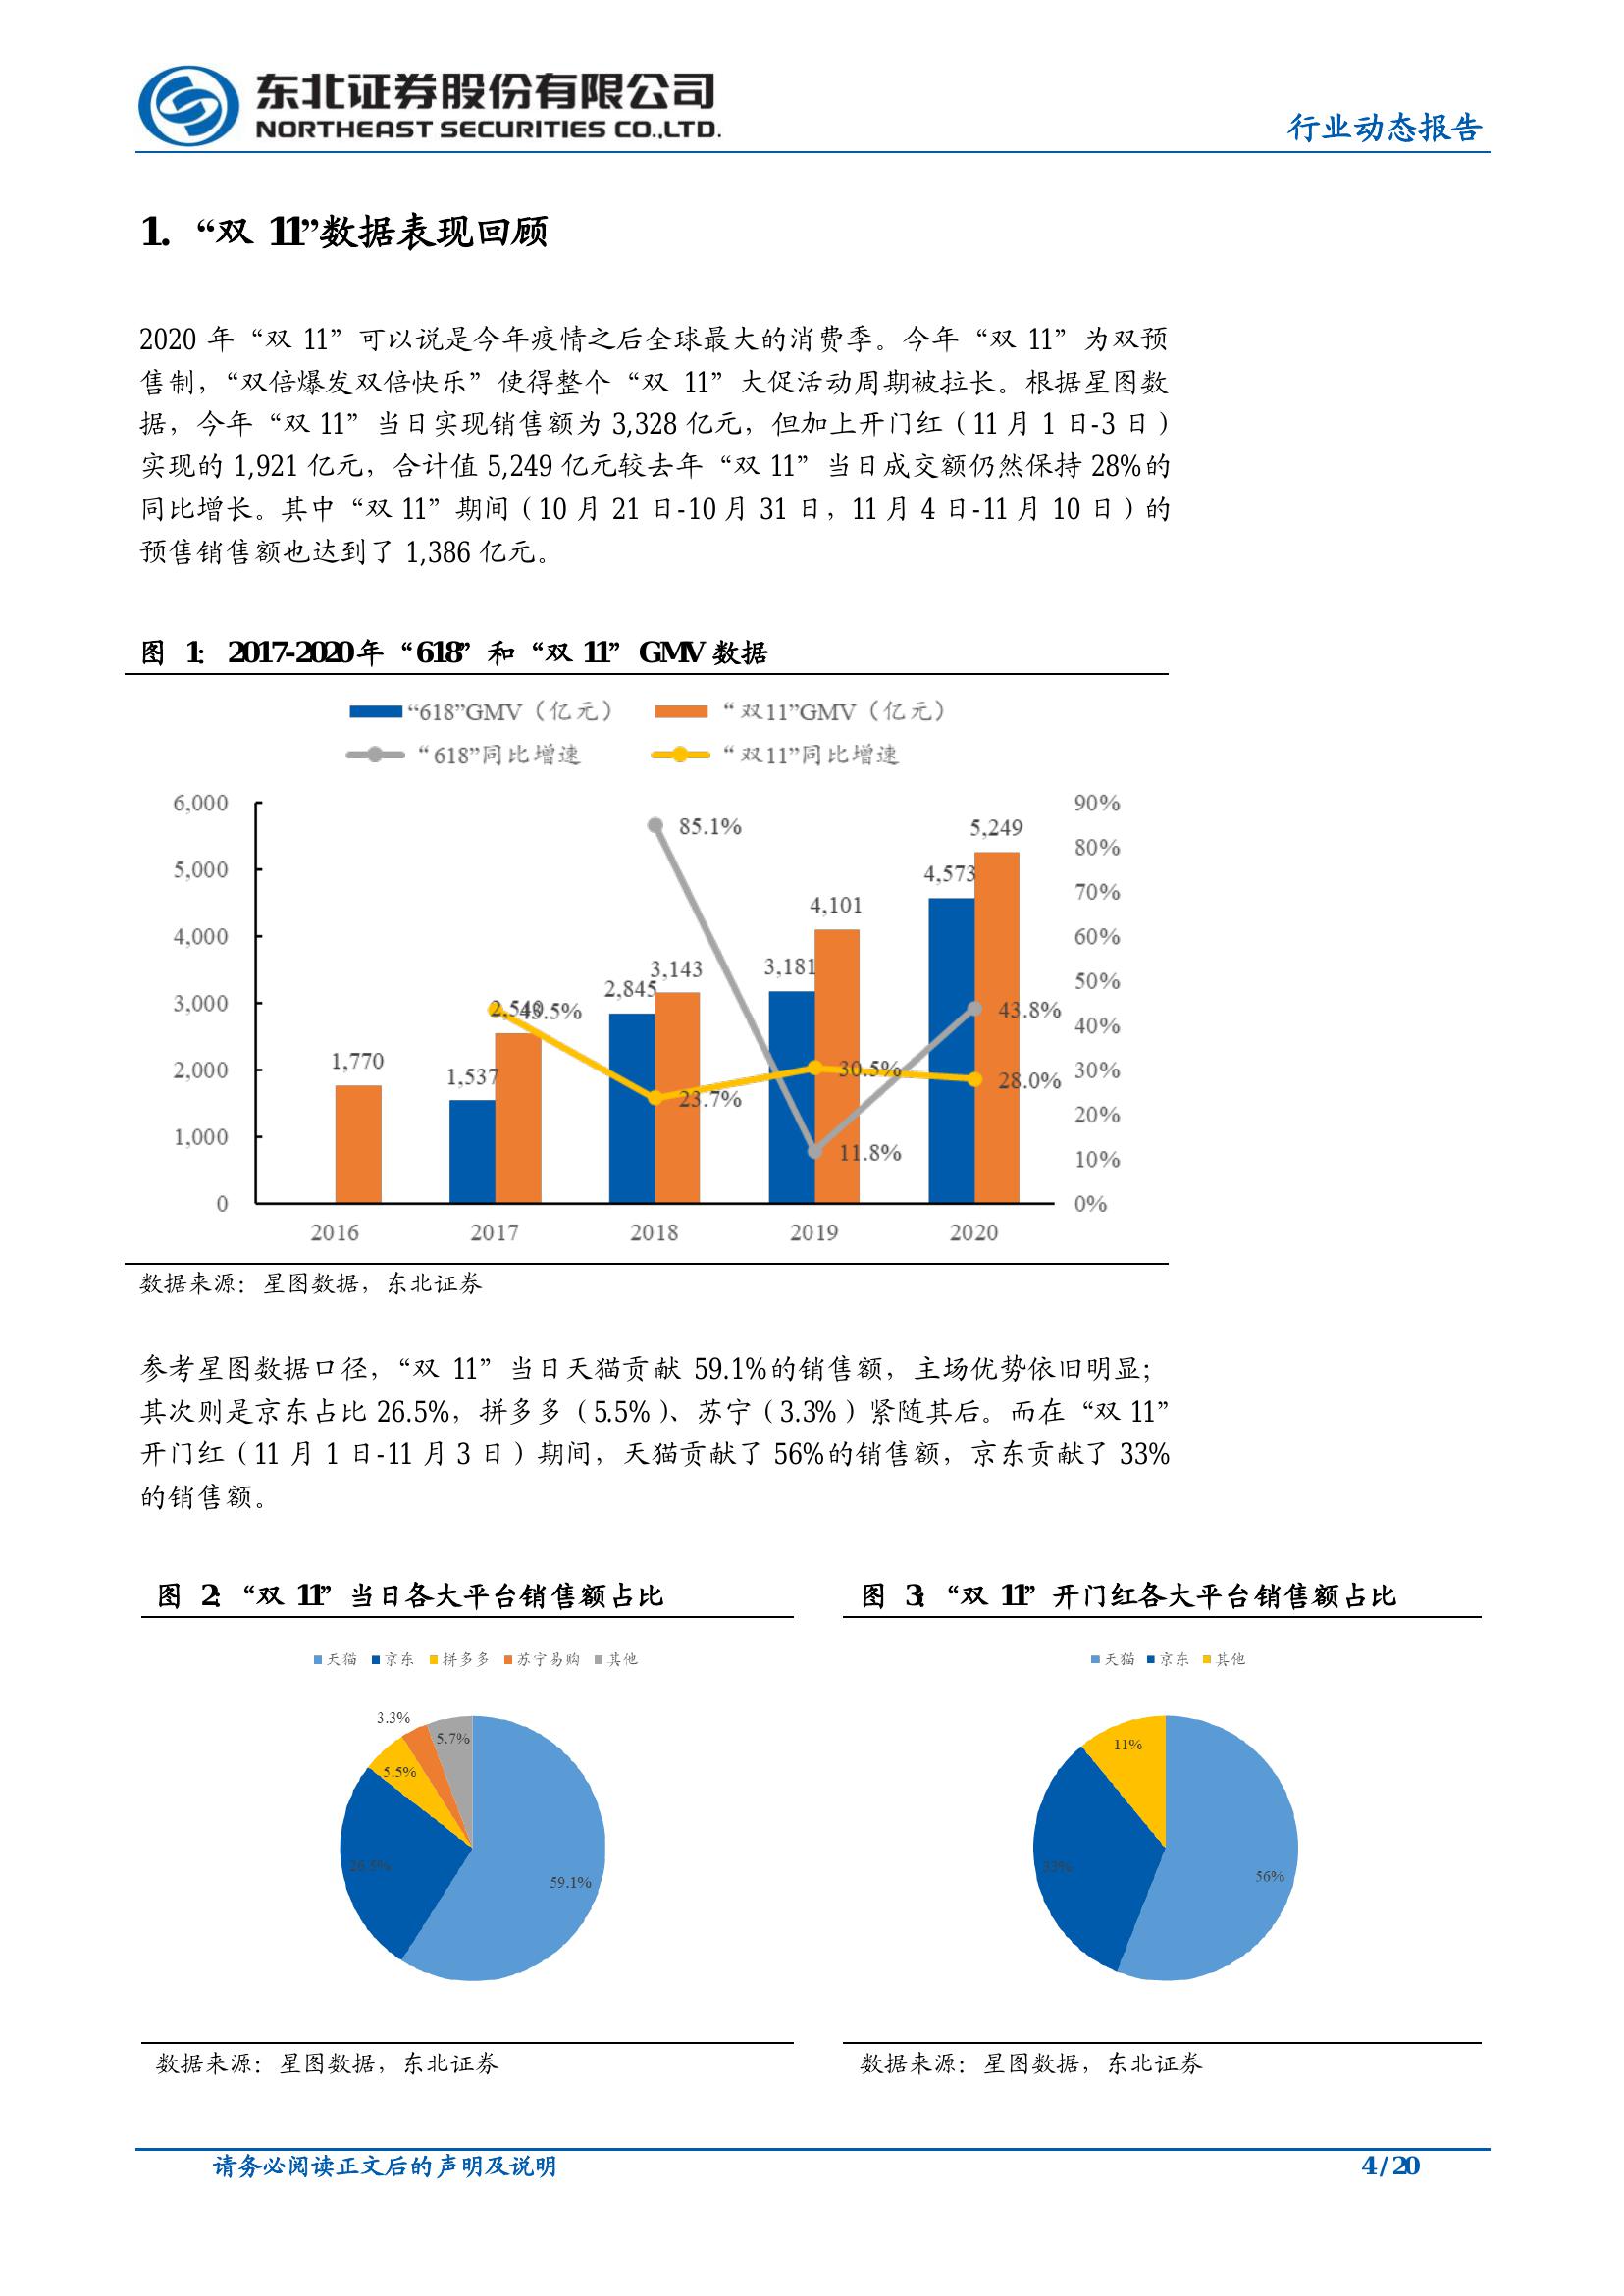 东北证券股份有限公司
NORTHEAST SECURITIES CO.,LTD.
行业动态报告
1. “双 11”数据表现回顾
2020 年“双 11”可以说是今年疫情之后全球最大的消费季。今年“双 11”为双预
售制，“双倍爆发双倍快乐”使得整个“双 11”大促活动周期被拉长。根据星图数
据，今年“双 11”当日实现销售额为 3,328 亿元，但加上开门红（11 月 1 日-3 日）
实现的 1,921 亿元，合计值 5,249 亿元较去年“双 11”当日成交额仍然保持 28%的
同比增长。其中“双 11”期间（10 月 21 日-10 月 31 日，11 月 4 日-11 月 10 日）的
预售销售额也达到了 1,386 亿元。
图 1：2017-2020 年“618”和“双 11”GMV 数据
“618”GMV（亿元） “双11”GMV（亿元）
“618”同比增速 “双11”同比增速
6,000 90%
5,249
85.1%
80%
5,000
4,573
70%
4,101
4,000 60%
3,143 3,181
2,845
50%
3,000
2,540 43.5% 43.8%
40%
1,770
2,000 30.5% 30%
1,537 28.0%
23.7%
20%
1,000
11.8% 10%
0 0%
2016 2017 2018 2019 2020
数据来源：星图数据，东北证券
参考星图数据口径，“双 11”当日天猫贡献 59.1%的销售额，主场优势依旧明显；
其次则是京东占比 26.5%，拼多多（5.5%）、苏宁（3.3%）紧随其后。而在“双 11”
开门红（11 月 1 日-11 月 3 日）期间，天猫贡献了 56%的销售额，京东贡献了 33%
的销售额。
图 2：“双 11”当日各大平台销售额占比
天猫 京东 拼多多 苏宁易购 其他
3.3%
5.7%
5.5%
26.5%
59.1%
数据来源：星图数据，东北证券
图 3：“双 11”开门红各大平台销售额占比
天猫 京东 其他
11%
33%
56%
数据来源：星图数据，东北证券
请务必阅读正文后的声明及说明
4 / 20